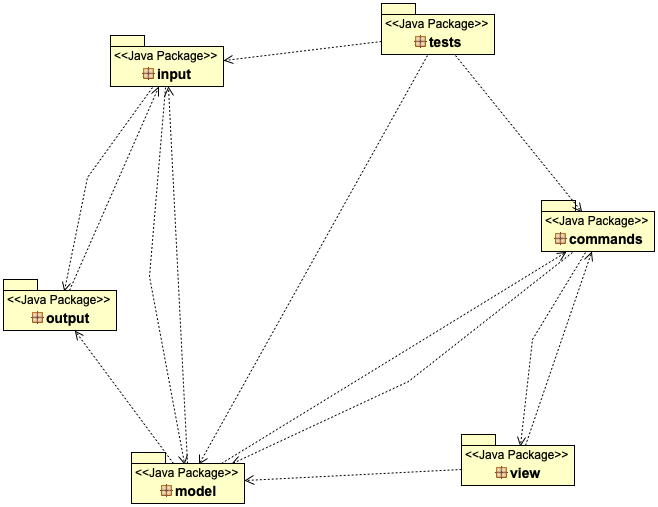 <<Java Package>>
tests
<<Java Package>>
input
<<Java Package>>
commands
<<Java Package>>
output
<<Java Package>>
view
<<Java Package>>
model